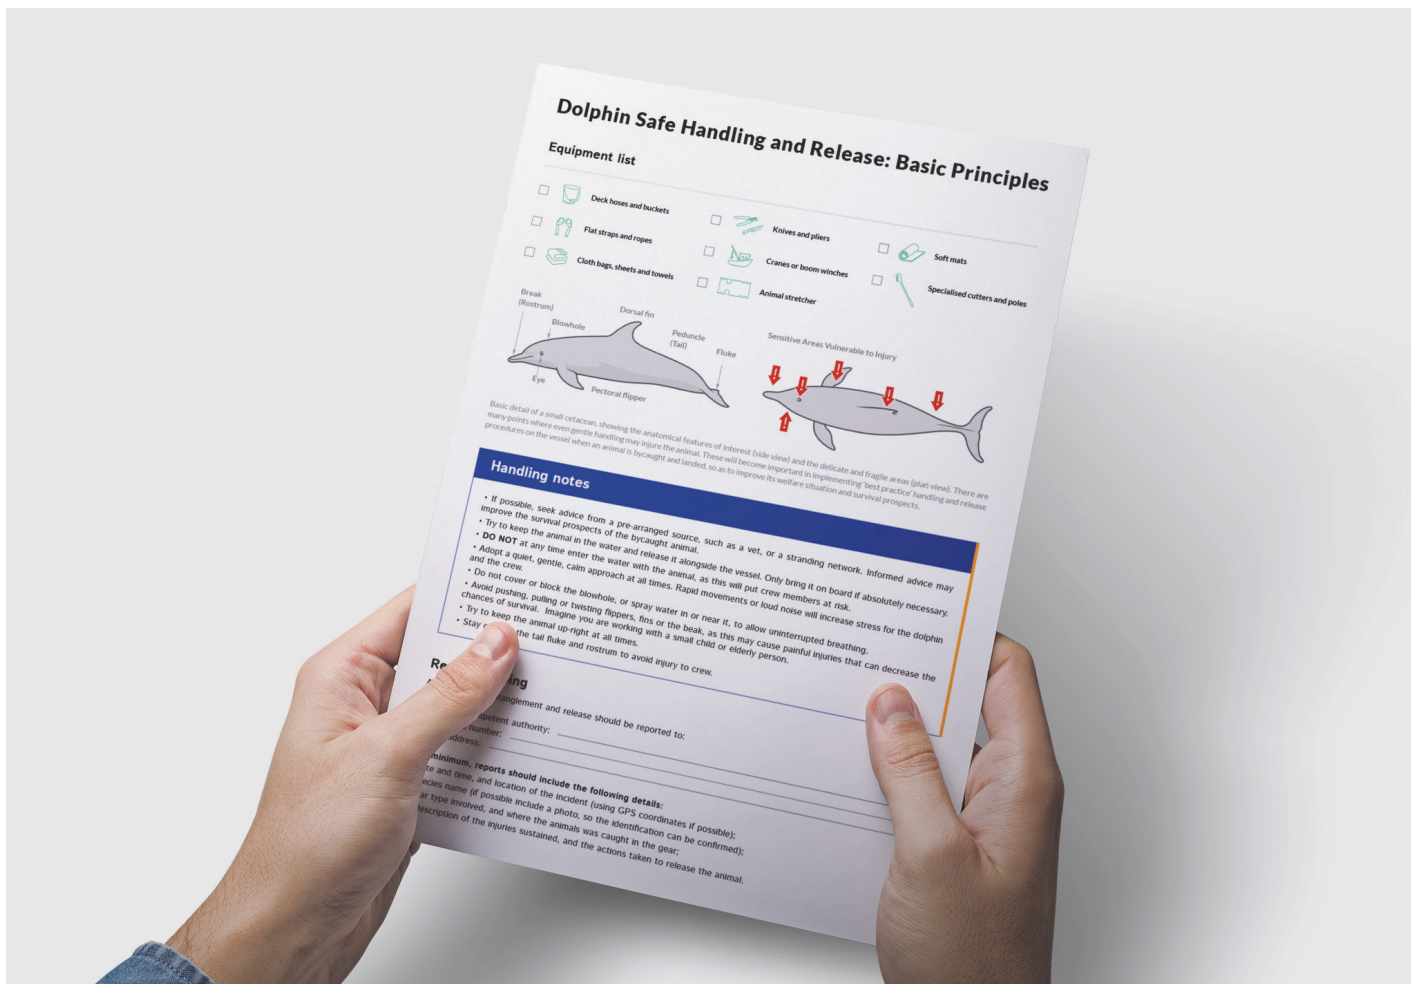 Dolphin Safe Handling and Release: Basic Principles
Equipment list
Deck hoses and buckets
Flat straps and ropes
Cloth bags, sheets and towels
Knives and pliers
Cranes or boom winches
Animal stretcher
Soft mats
Specialised cutters and poles
Break
(Rostrum)
Blowhole
Dorsal fin
Peduncle
(Tail)
Fluke
Eye
Pectoral flipper
Sensitive Areas Vulnerable to Injury
Basic detail of a small cetacean, showing the anatomical features of interest (side view) and the delicate and fragile areas (plan view). There are
many points where even gentle handling may injure the animal. These will become important in implementing 'best practice' handling and release
procedures on the vessel when an animal is bycaught and landed, so as to improve its welfare situation and survival prospects.
Handling notes
• If possible, seek advice from a pre-arranged source, such as a vet, or a stranding network. Informed advice may
improve the survival prospects of the bycaught animal.
• Try to keep the animal in the water and release it alongside the vessel. Only bring it on board if absolutely necessary.
• DO NOT at any time enter the water with the animal, as this will put crew members at risk.
• Adopt a quiet, gentle, calm approach at all times. Rapid movements or loud noise will increase stress for the dolphin
and the crew.
• Do not cover or block the blowhole, or spray water in or near it, to allow uninterrupted breathing.
• Avoid pushing, pulling or twisting flippers, fins or the beak, as this may cause painful injuries that can decrease the
chances of survival. Imagine you are working with a small child or elderly person.
• Try to keep the animal up-right at all times.
• Stay the tail fluke and rostrum to avoid injury to crew.
and release should be reported to:
authority:
number:
address:
minimum, reports should include the following details:
and time, and location of the incident (using GPS coordinates if possible);
name (if possible include a photo, so the identification can be confirmed);
type involved, and where the animals was caught in the gear;
description of the injuries sustained, and the actions taken to release the animal.